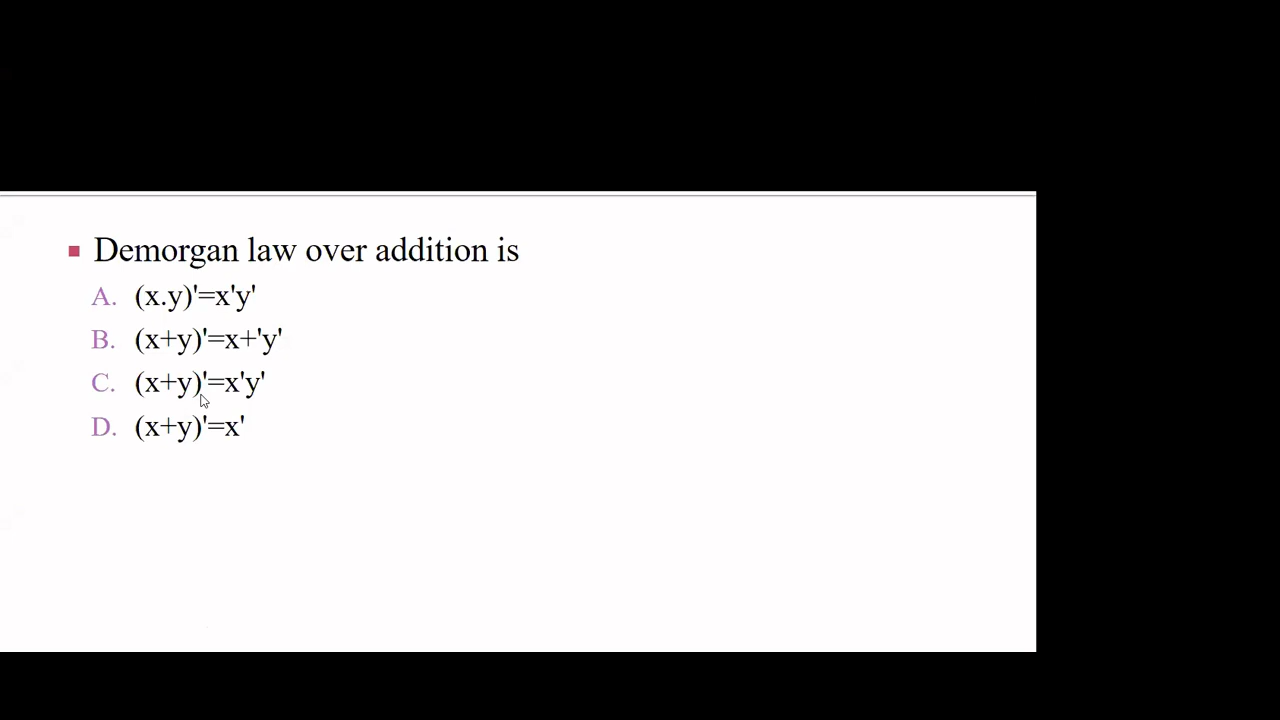 Demorgan law over addition is
A. (x.y)'=x'y'
B. (x+y)'=x+'y'
C. (x+y)'=x'y'
D. (x+y)'=x'